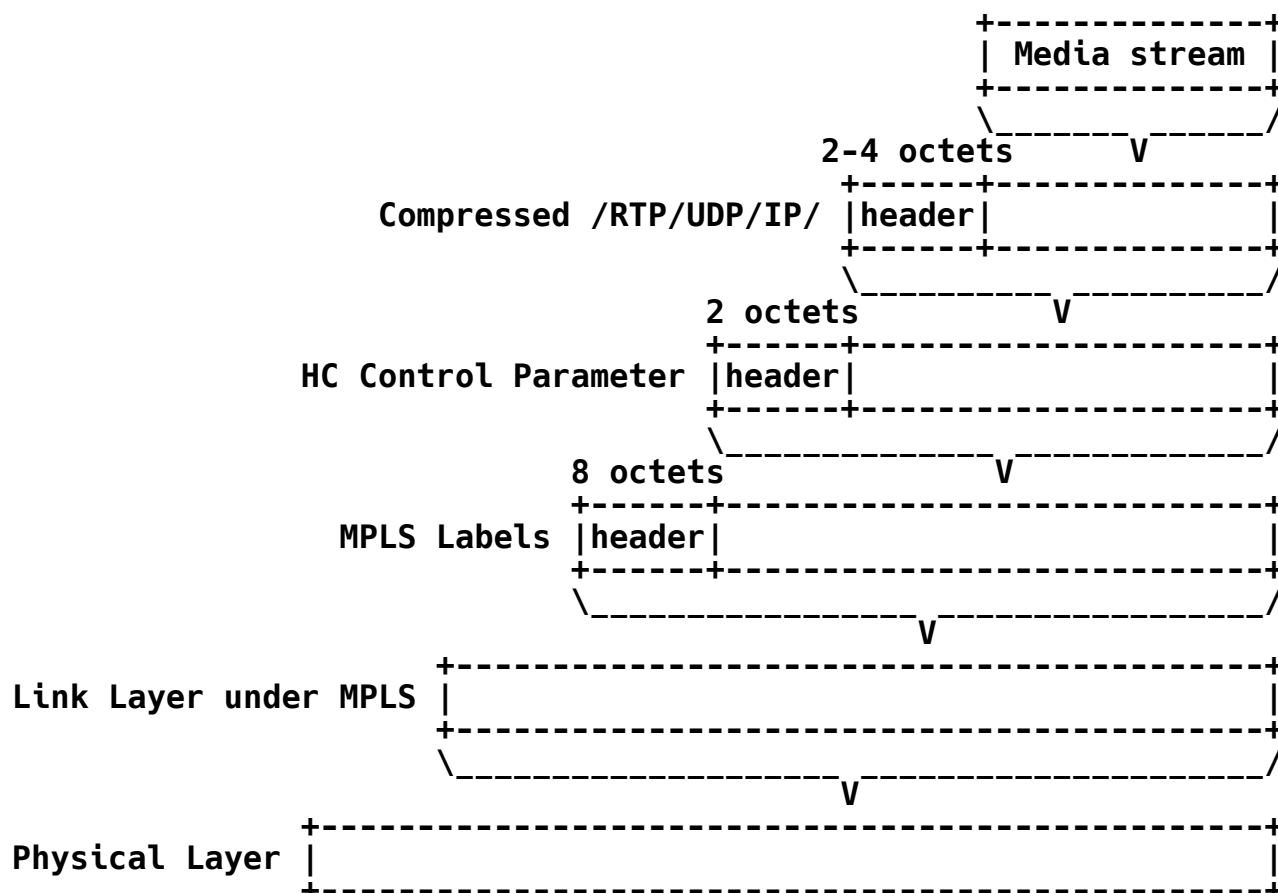 Media stream
2-4 octets
Compressed /RTP/UDP/IP/ header
2 octets
HC Control Parameter header
8 octets
MPLS Labels header
Link Layer under MPLS
Physical Layer